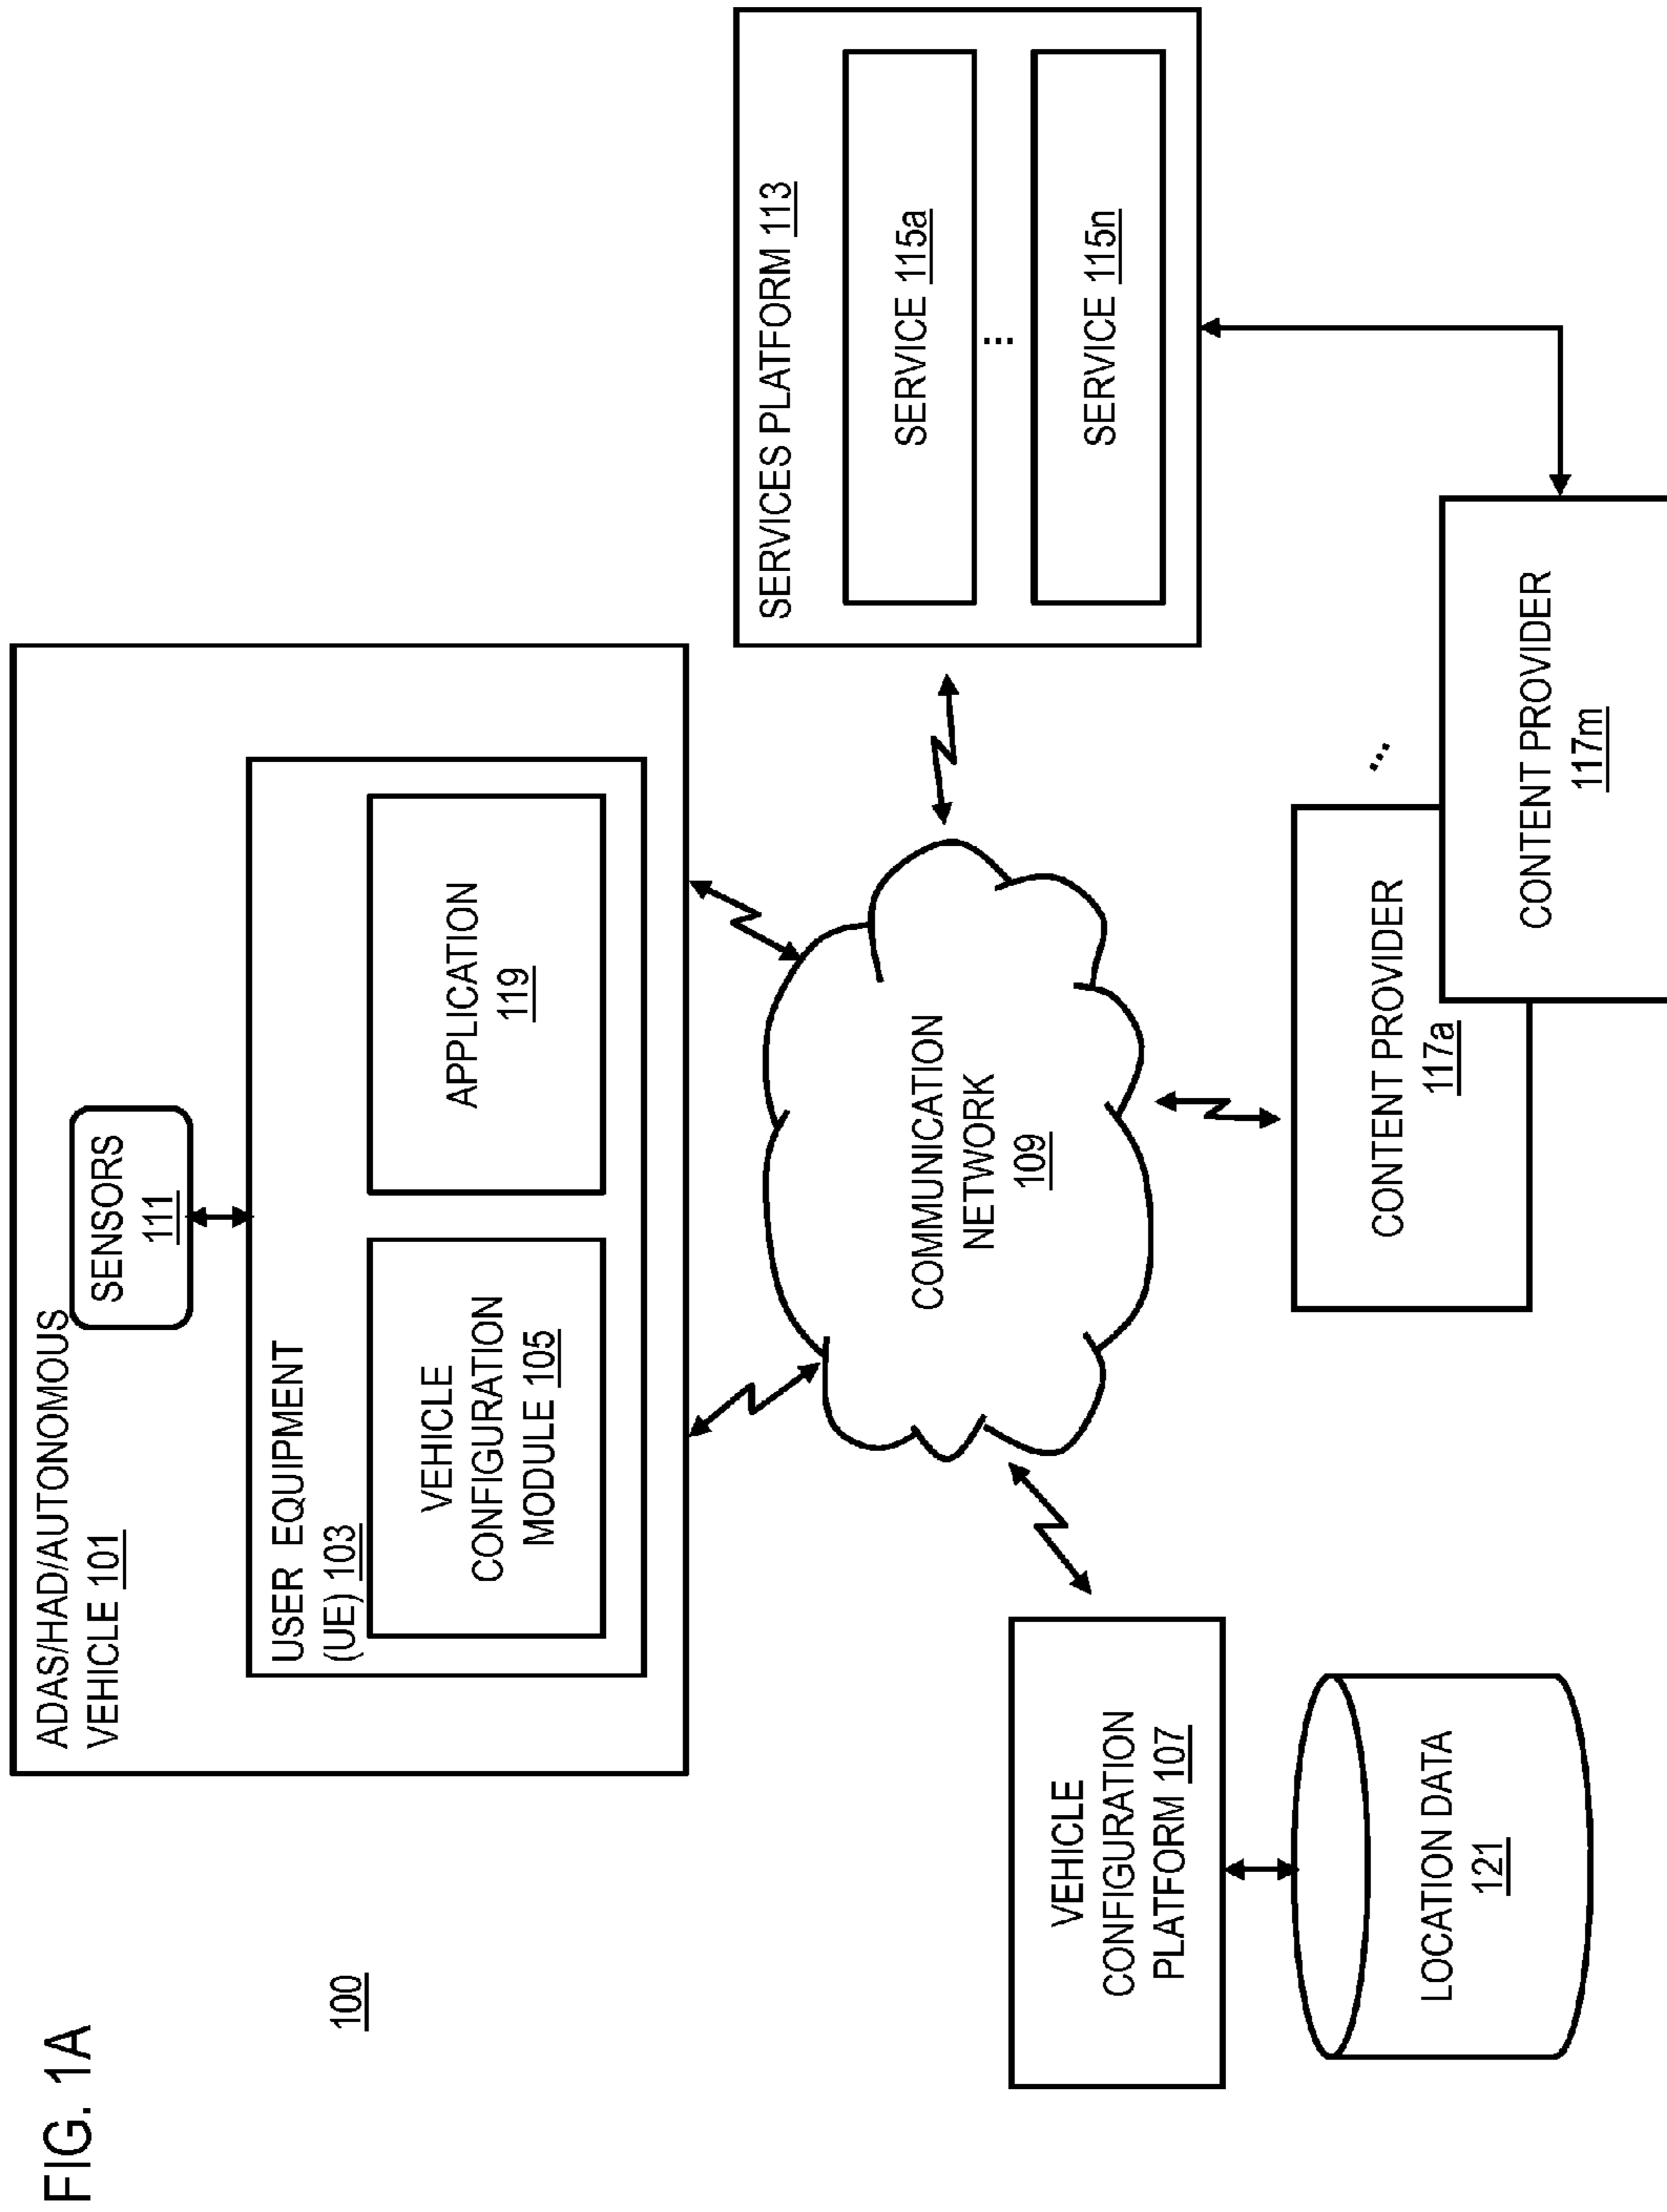 FIG. 1A
100
ADAS/HAD/AUTONOMOUS
VEHICLE 101
SENSORS
111
USER EQUIPMENT
(UE) 103
VEHICLE
CONFIGURATION
MODULE 105
APPLICATION
119
SERVICES PLATFORM 113
SERVICE 115a
...
SERVICE 115n
COMMUNICATION
NETWORK
109
VEHICLE
CONFIGURATION
PLATFORM 107
LOCATION DATA
121
CONTENT PROVIDER
117a
...
CONTENT PROVIDER
117m